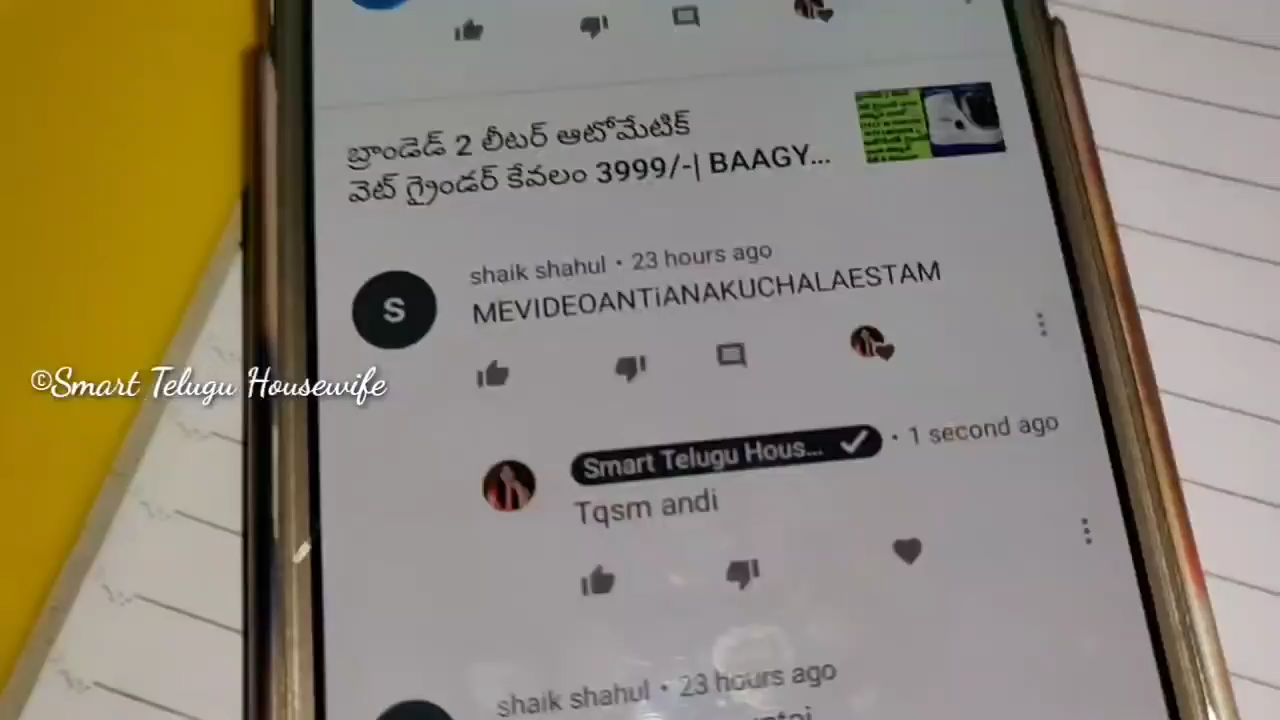 బ్రాండెడ్ 2 లీటర్ ఆటోమేటిక్
వెట్ గ్రైండర్ కేవలం 3999/-| BAAGY...
shaik shahul • 23 hours ago
S
MEVIDEOANTiANAKUCHALAESTAM
©Smart Telugu Housewife
Smart Telugu Hous... • 1 second ago
Tqsm andi
shaik shahul • 23 hours ago